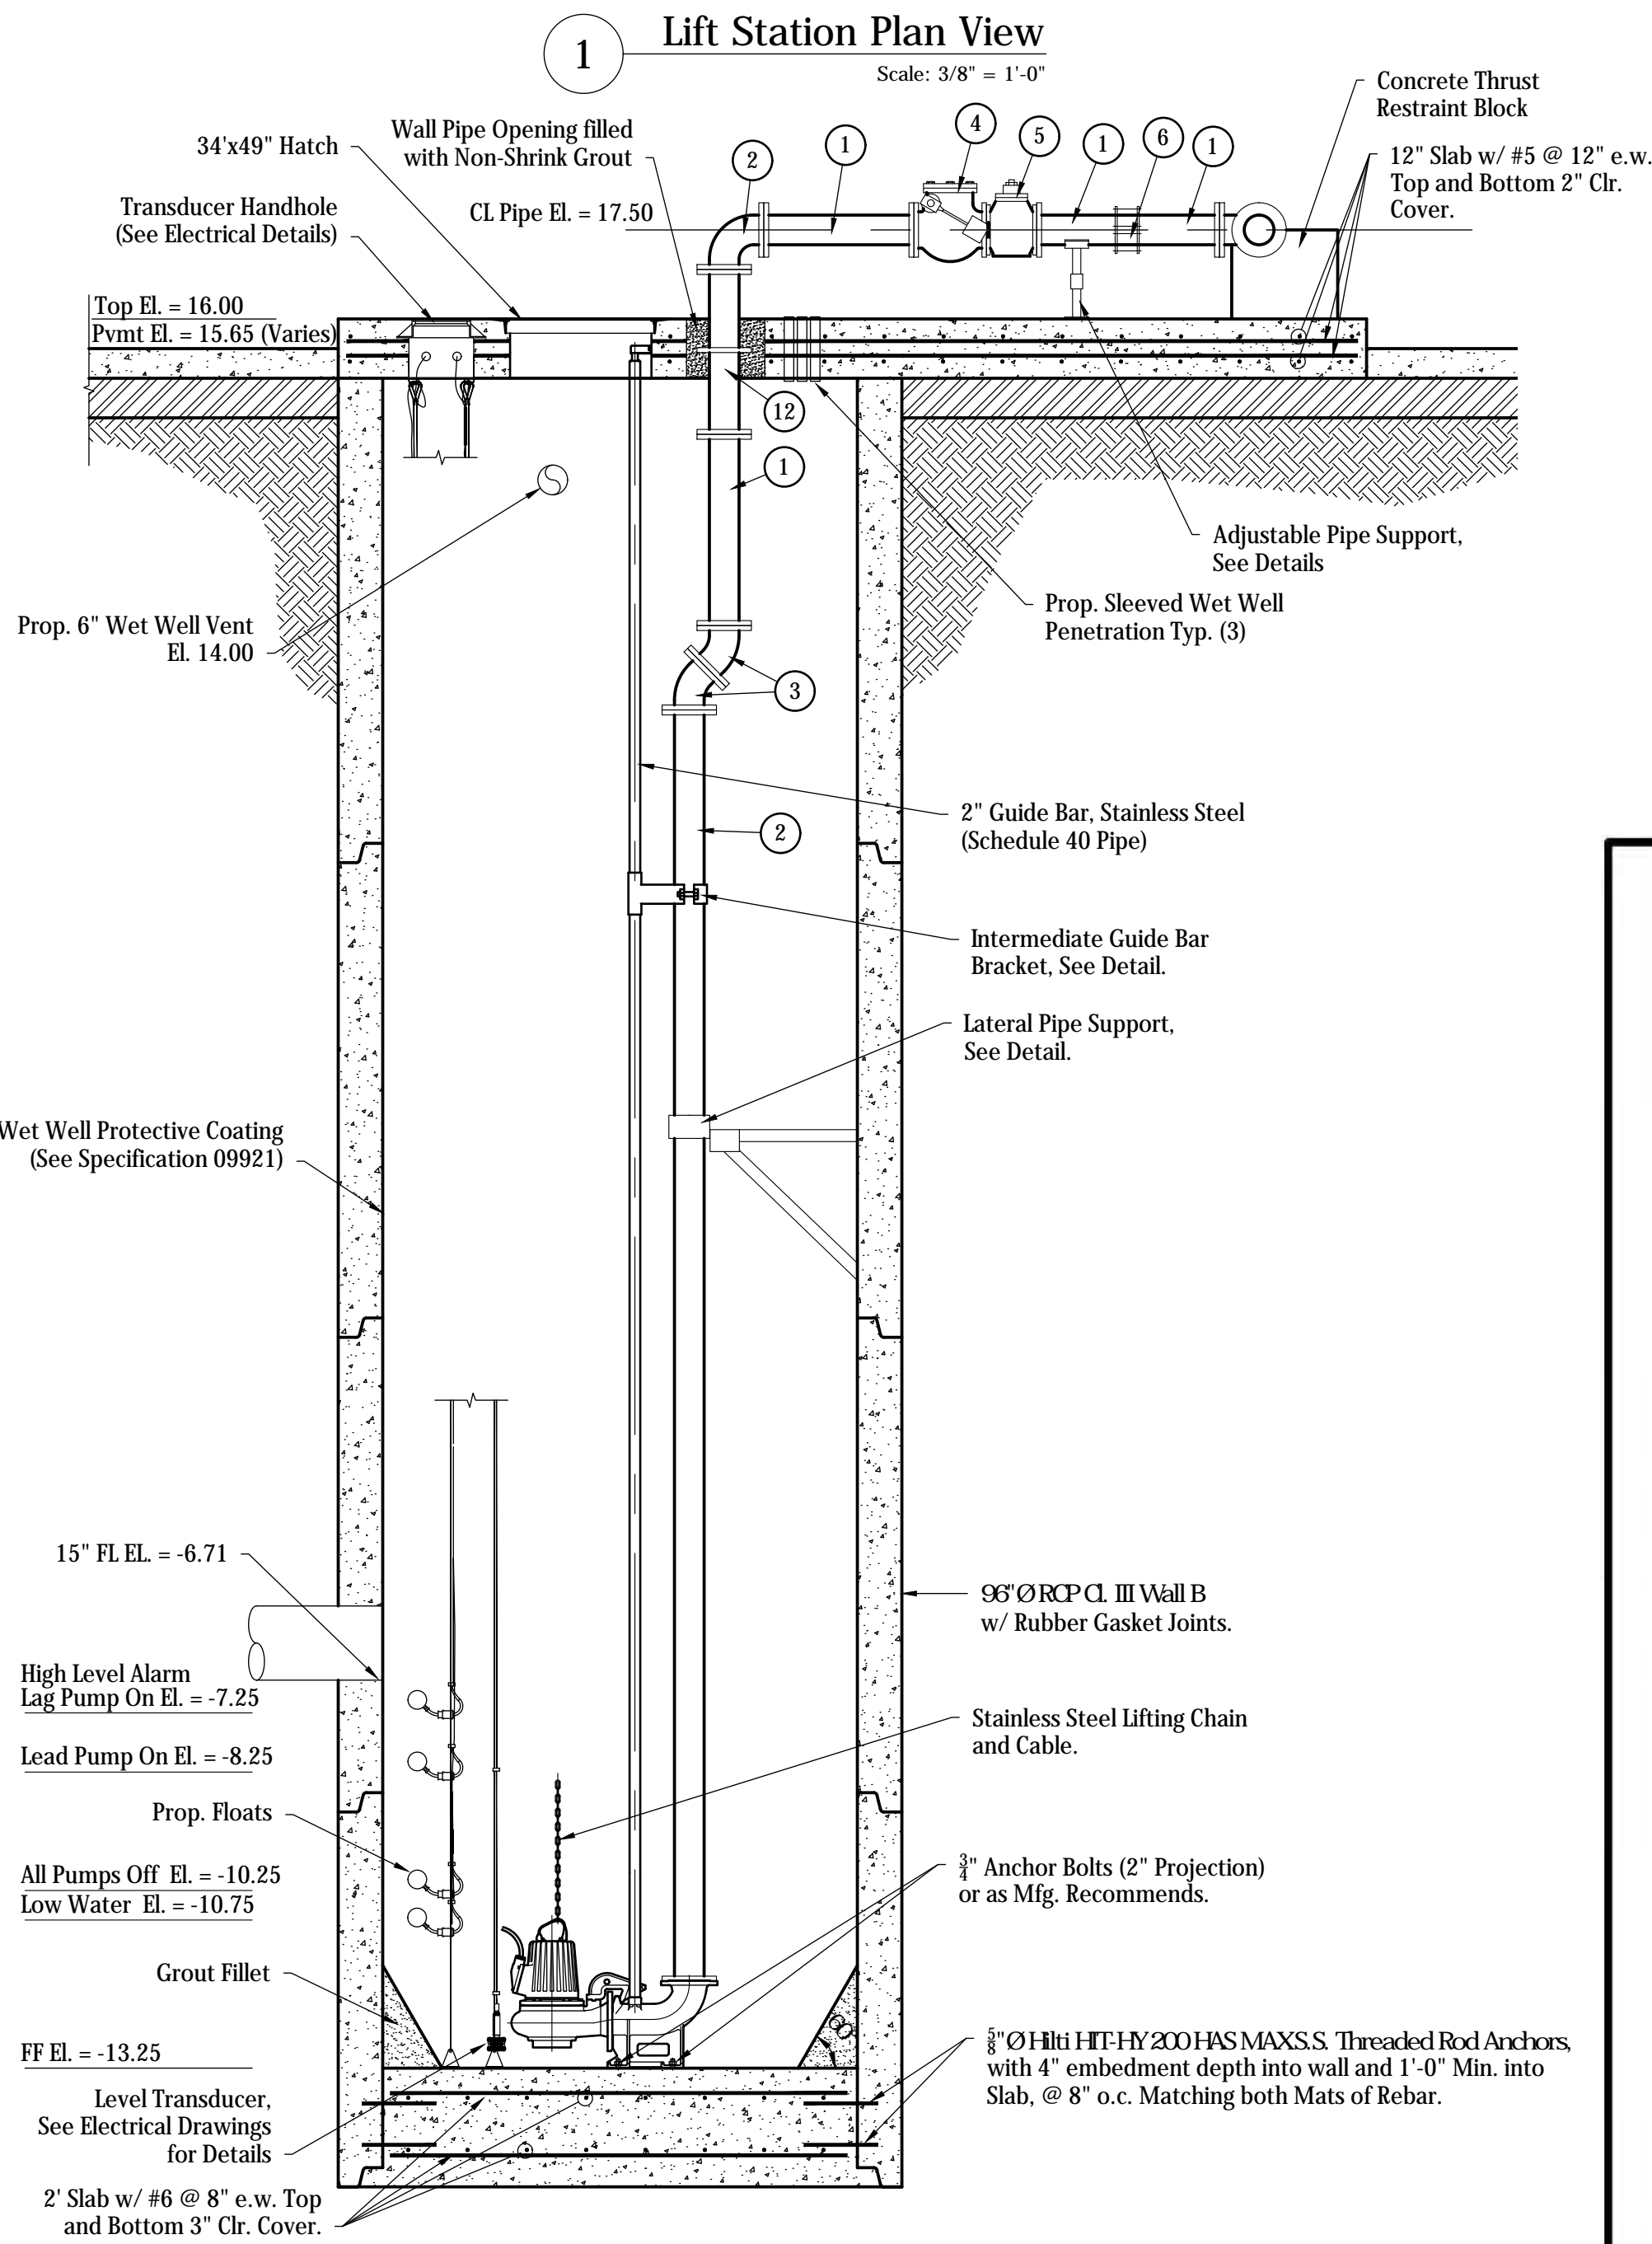 1
Lift Station Plan View
Scale: 3/8" = 1'-0"
Concrete Thrust
Restraint Block
34'x49" Hatch
Wall Pipe Opening filled
with Non-Shrink Grout
2
1
4
5
1
6
1
12" Slab w/ #5 @ 12" e.w.
Top and Bottom 2" Clr.
Cover.
Transducer Handhole
(See Electrical Details)
CL Pipe El. = 17.50
Top El. = 16.00
Pvmt El. = 15.65 (Varies)
12
1
Adjustable Pipe Support,
See Details
Prop. Sleeved Wet Well
Penetration Typ. (3)
Prop. 6" Wet Well Vent
El. 14.00
3
2" Guide Bar, Stainless Steel
(Schedule 40 Pipe)
2
Intermediate Guide Bar
Bracket, See Detail.
Lateral Pipe Support,
See Detail.
Wet Well Protective Coating
(See Specification 09921)
15" FL EL. = -6.71
96"Ø RCP Cl. III Wall B
w/ Rubber Gasket Joints.
High Level Alarm
Lag Pump On El. = -7.25
Stainless Steel Lifting Chain
and Cable.
Lead Pump On El. = -8.25
Prop. Floats
All Pumps Off El. = -10.25
Low Water El. = -10.75
3/4" Anchor Bolts (2" Projection)
or as Mfg. Recommends.
Grout Fillet
60°
FF El. = -13.25
5/8"Ø Hilti HIT-HY 200 HAS MAX S.S. Threaded Rod Anchors,
with 4" embedment depth into wall and 1'-0" Min. into
Slab, @ 8" o.c. Matching both Mats of Rebar.
Level Transducer,
See Electrical Drawings
for Details
2' Slab w/ #6 @ 8" e.w. Top
and Bottom 3" Clr. Cover.